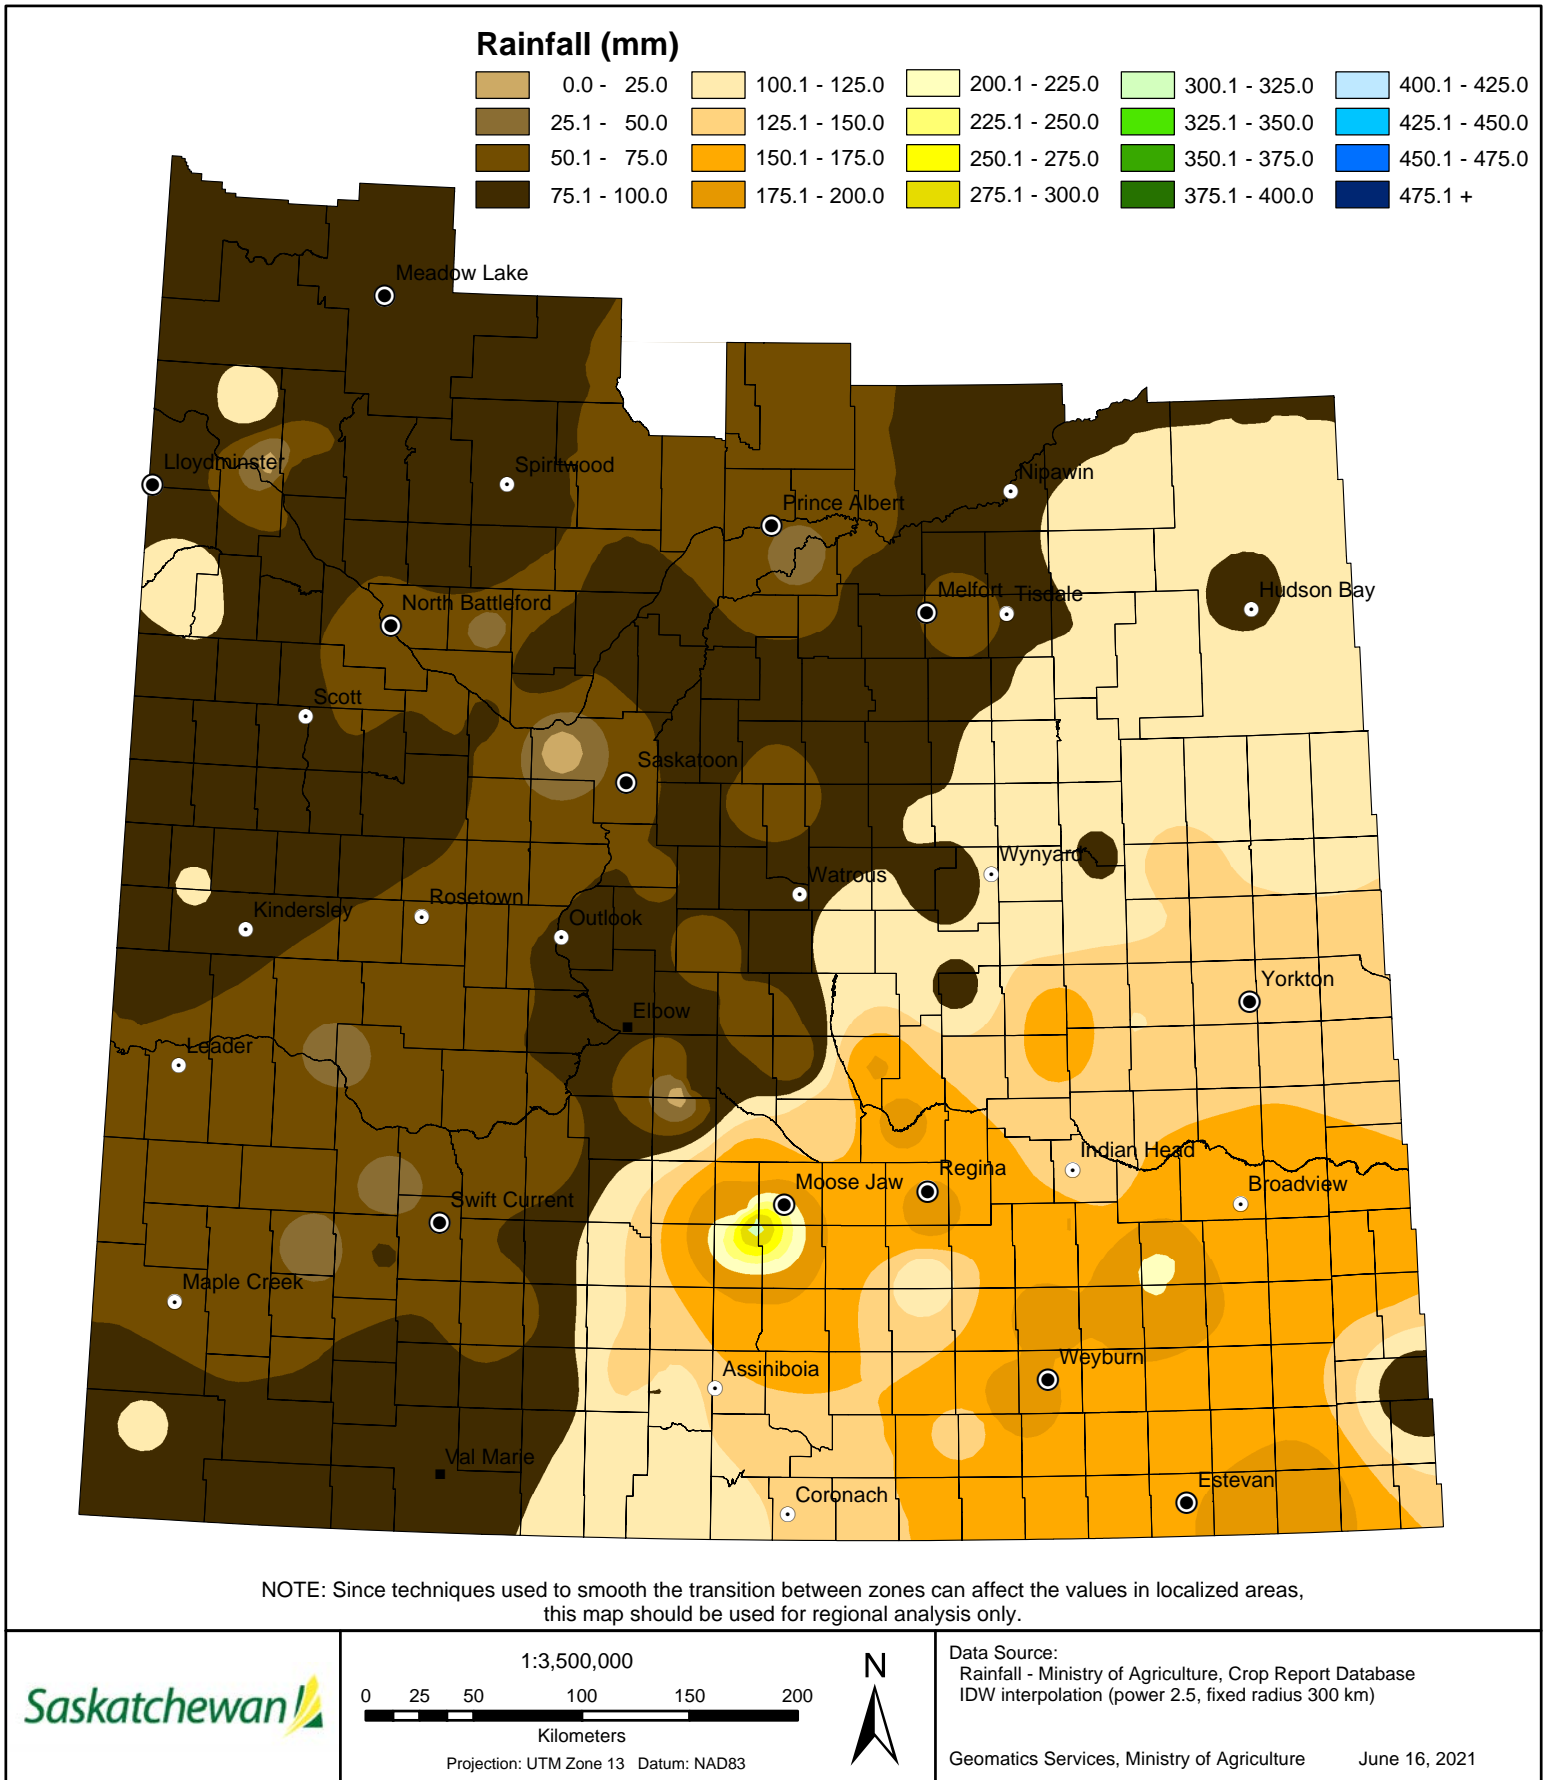 Rainfall (mm)
0.0 - 25.0
25.1 - 50.0
50.1 - 75.0
75.1 - 100.0
100.1 - 125.0
125.1 - 150.0
150.1 - 175.0
175.1 - 200.0
200.1 - 225.0
225.1 - 250.0
250.1 - 275.0
275.1 - 300.0
300.1 - 325.0
325.1 - 350.0
350.1 - 375.0
375.1 - 400.0
400.1 - 425.0
425.1 - 450.0
450.1 - 475.0
475.1 +
Meadow Lake
Lloydminster
Spiritwood
Nipawin
Prince Albert
North Battleford
Melfort
Tisdale
Hudson Bay
Scott
Saskatoon
Wynyard
Watrous
Rosetown
Kindersley
Outlook
Yorkton
Elbow
Leader
Indian Head
Regina
Moose Jaw
Broadview
Swift Current
Maple Creek
Assiniboia
Weyburn
Val Marie
Estevan
Coronach
NOTE: Since techniques used to smooth the transition between zones can affect the values in localized areas,
this map should be used for regional analysis only.
Saskatchewan
1:3,500,000
0 25 50 100 150 200
Kilometers
Projection: UTM Zone 13 Datum: NAD83
N
Data Source:
Rainfall - Ministry of Agriculture, Crop Report Database
IDW interpolation (power 2.5, fixed radius 300 km)
Geomatics Services, Ministry of Agriculture June 16, 2021